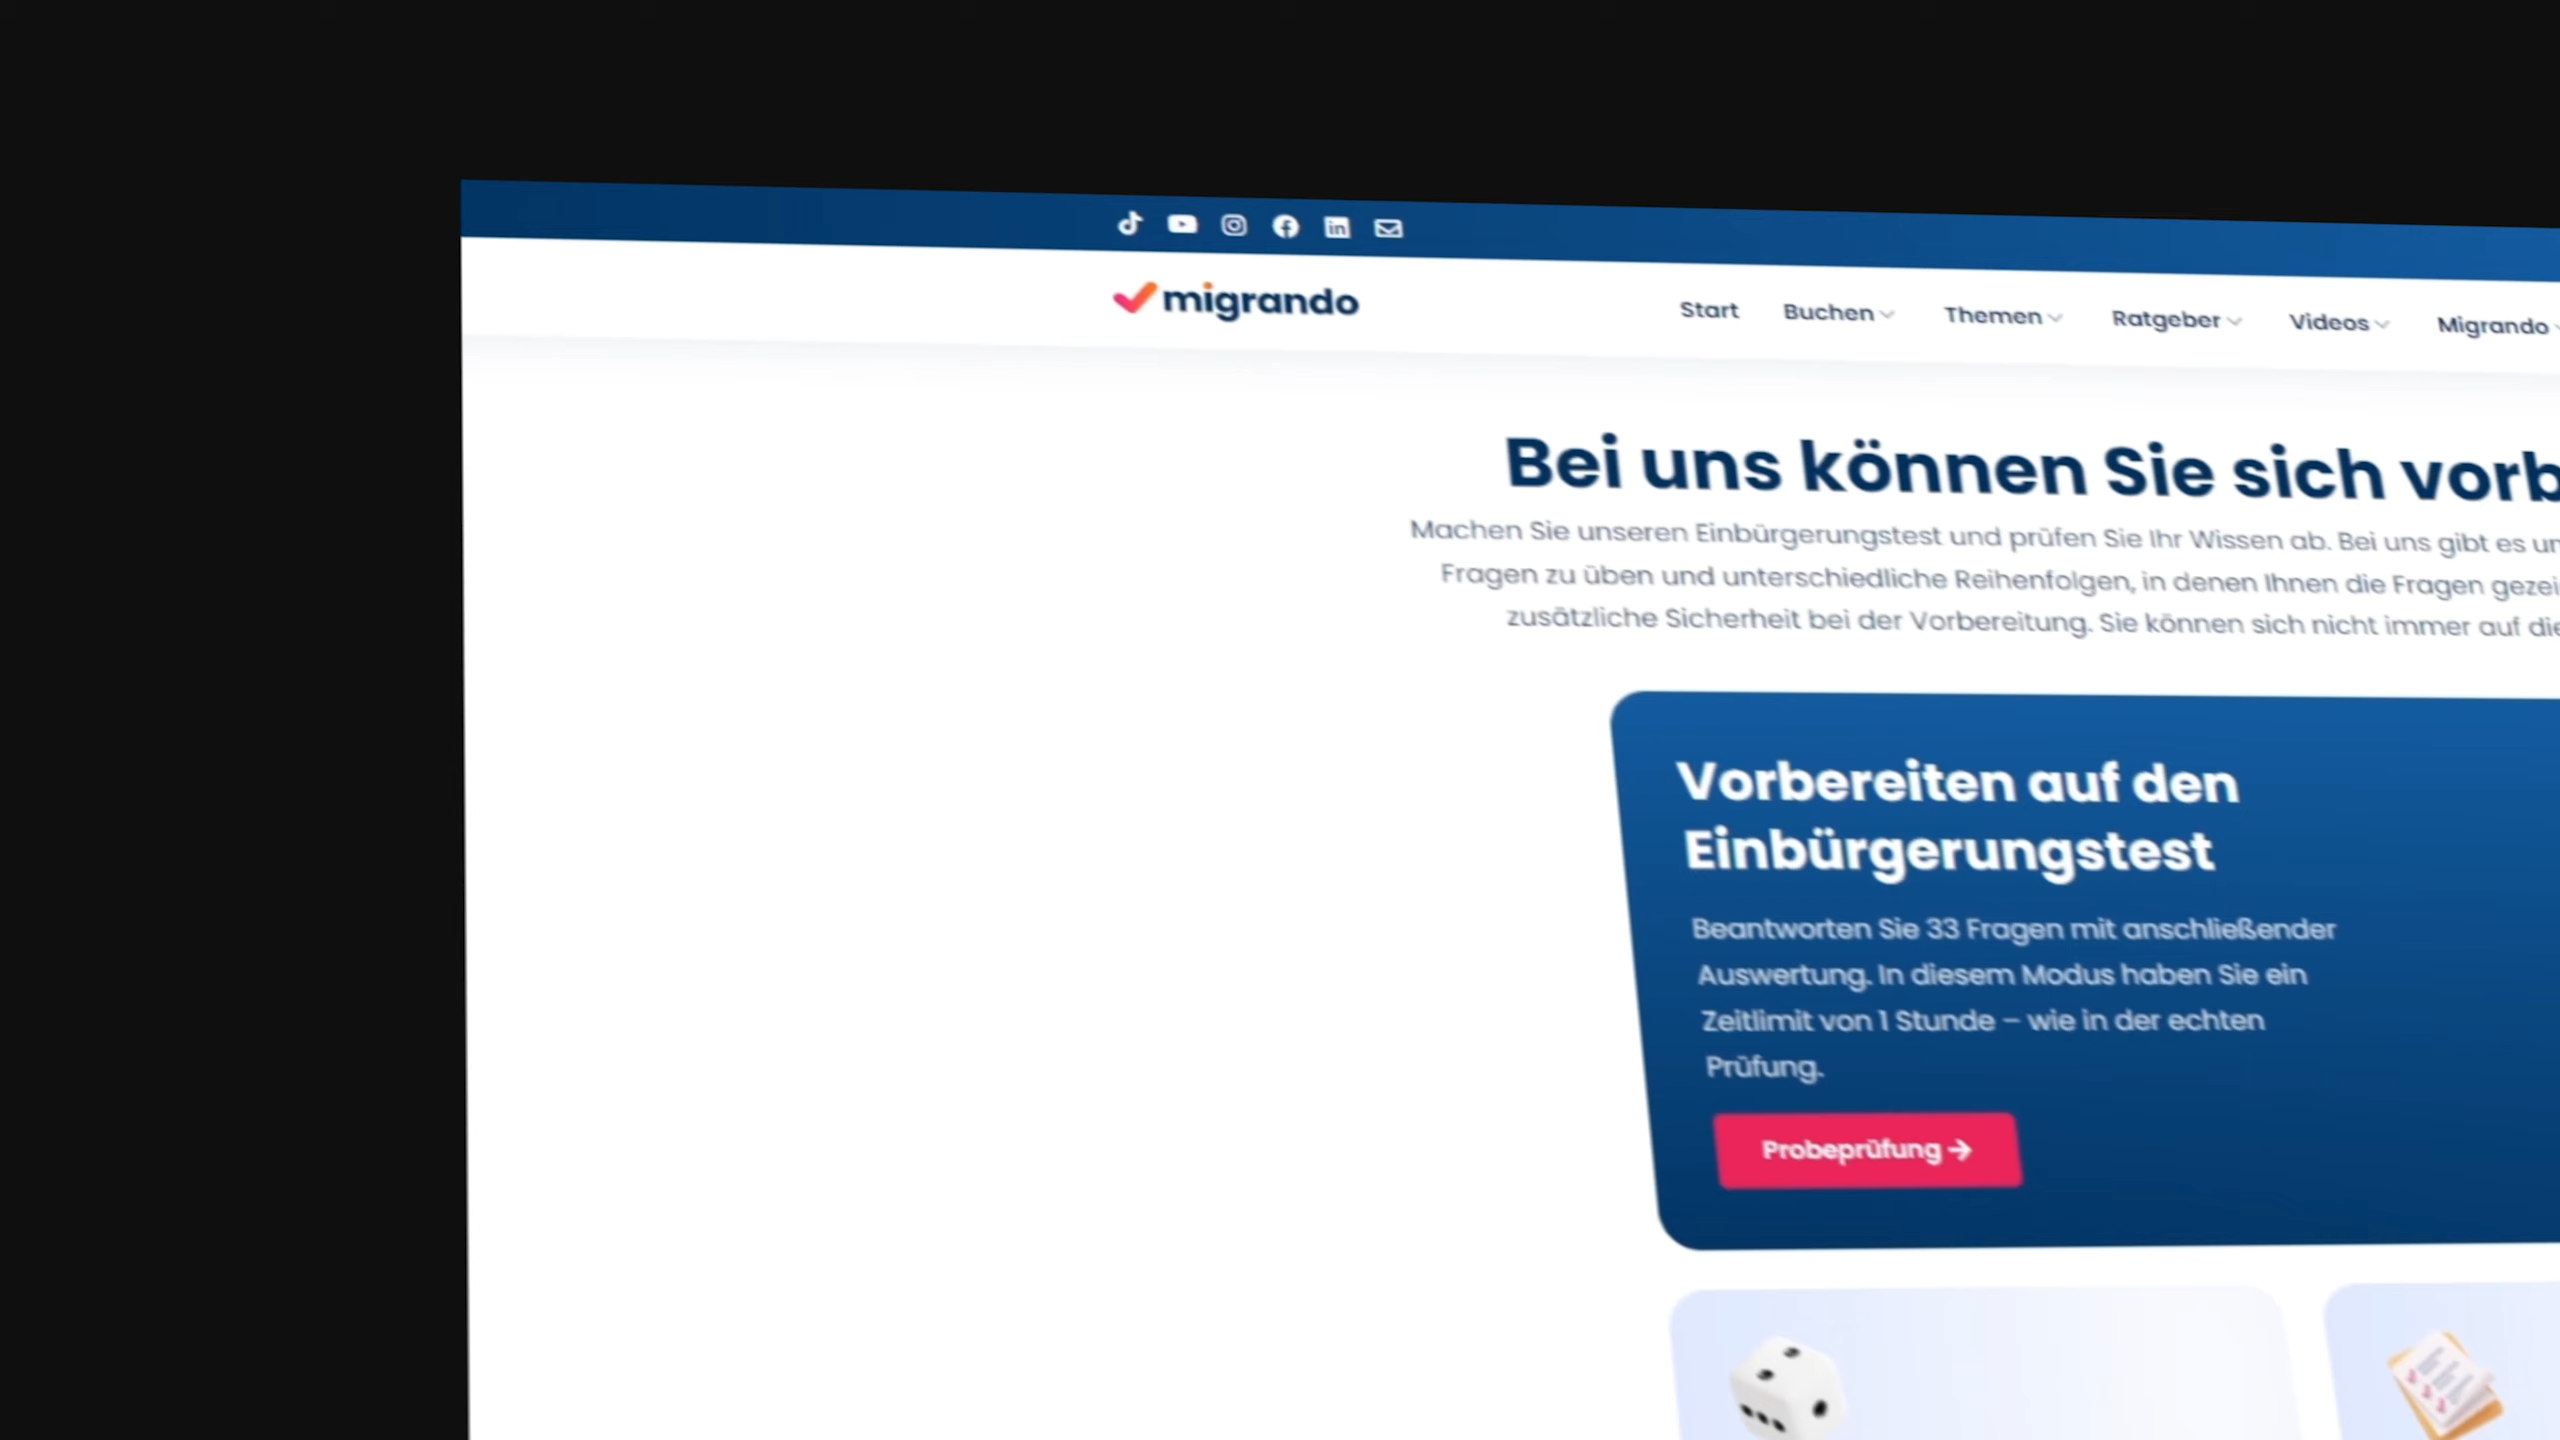 migrando
Start Buchen Themen Ratgeber Videos Migrando
Bei uns können Sie sich
Machen Sie unseren Einbürgerungstest und prüfen Sie Ihr Wissen ab. Bei uns gibt es
Fragen zu üben und unterschiedliche Reihenfolgen, in denen Ihnen die Fragen
zusätzliche Sicherheit bei der Vorbereitung. Sie können sich nicht immer auf
Vorbereiten auf den
Einbürgerungstest
Beantworten Sie 33 Fragen mit anschließender
Auswertung. In diesem Modus haben Sie ein
Zeitlimit von 1 Stunde – wie in der echten
Prüfung.
Probeprüfung →